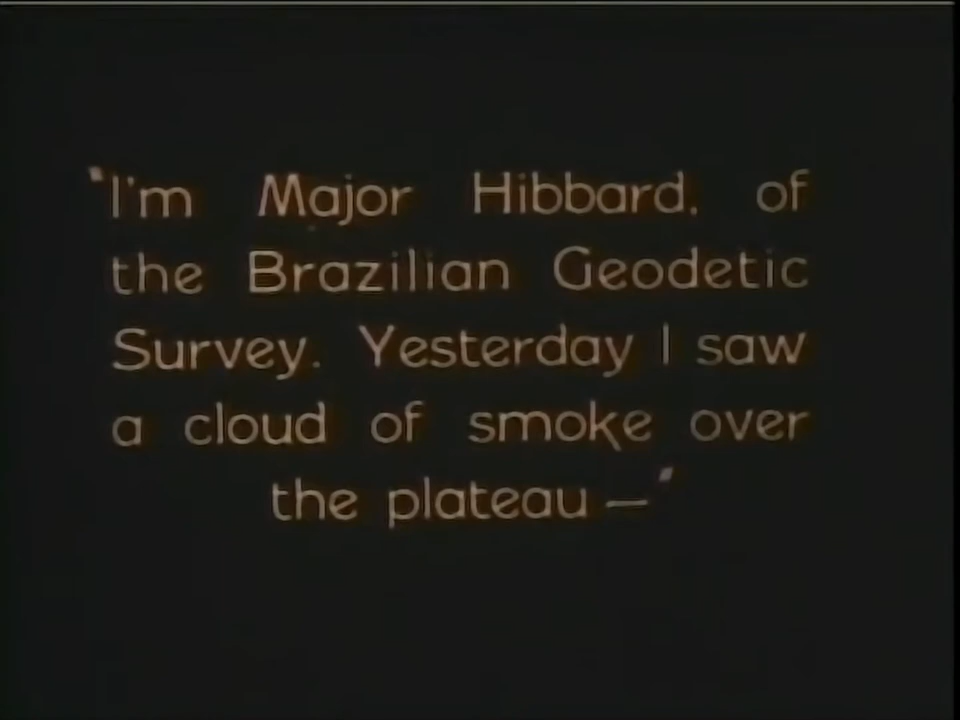 "I'm Major Hibbard, of
the Brazilian Geodetic
Survey. Yesterday I saw
a cloud of smoke over
the plateau—"